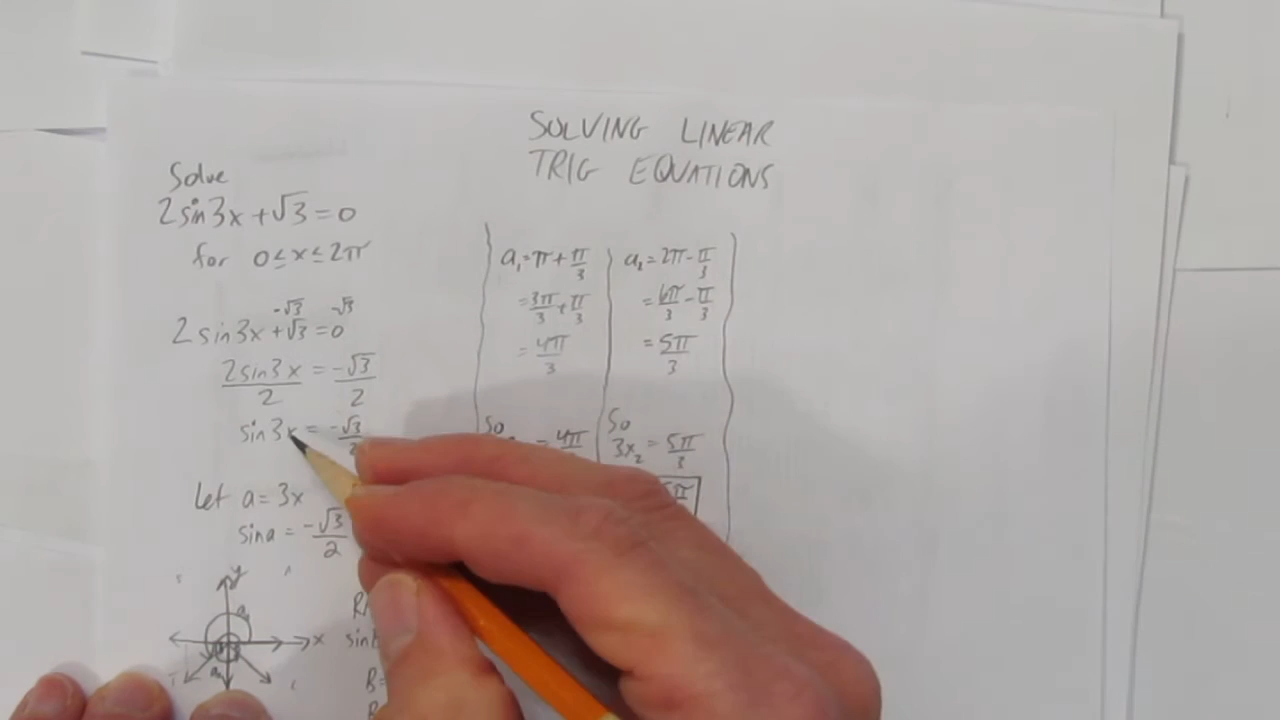 SOLVING LINEAR
TRIG EQUATIONS
Solve
2sin3x+√3=0
for 0≤x≤2π
-√3 -√3
2sin3x+√3=0
2sin3x/2 = -√3/2
sin3x = -√3/2
Let a=3x
sina = -√3/2
y
x
a₁=π+π/3
=3π/3+π/3
=4π/3
So
=4π
a₂=2π-π/3
=6π/3-π/3
=5π/3
So
3x₂=5π/3